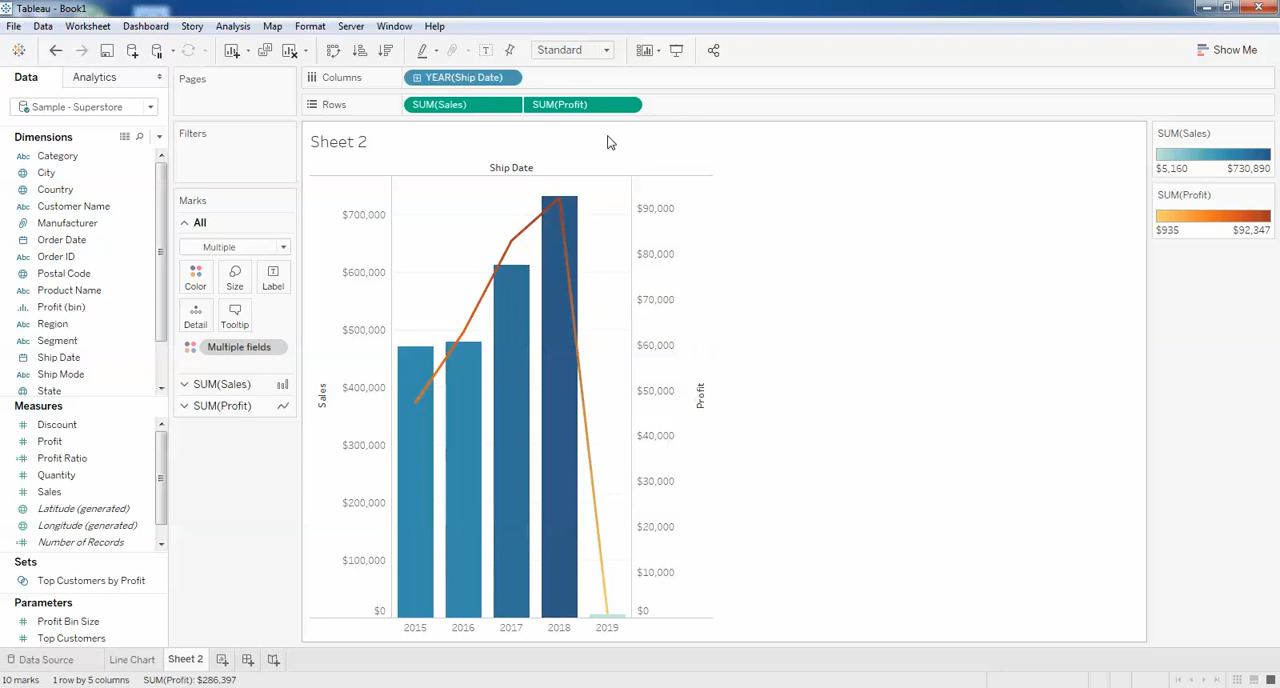 Tableau - Book1
File Data Worksheet Dashboard Story Analysis Map Format Server Window Help
Standard
Show Me
Data Analytics
Sample - Superstore
Dimensions
Abc Category
City
Country
Abc Customer Name
Manufacturer
Order Date
Abc Order ID
Postal Code
Abc Product Name
Profit (bin)
Abc Region
Abc Segment
Ship Date
Abc Ship Mode
State
Measures
Discount
Profit
Profit Ratio
Quantity
Sales
Latitude (generated)
Longitude (generated)
Number of Records
Sets
Top Customers by Profit
Parameters
Profit Bin Size
Top Customers
Pages
Filters
Marks
All
Multiple
Color Size Label
Detail Tooltip
Multiple fields
SUM(Sales)
SUM(Profit)
Columns YEAR(Ship Date)
Rows SUM(Sales) SUM(Profit)
Sheet 2
Ship Date
$700,000
$600,000
$500,000
$400,000
$300,000
$200,000
$100,000
$0
Sales
$90,000
$80,000
$70,000
$60,000
$50,000
$40,000
$30,000
$20,000
$10,000
$0
Profit
2015 2016 2017 2018 2019
SUM(Sales)
$5,160 $730,890
SUM(Profit)
$935 $92,347
Data Source Line Chart Sheet 2
10 marks 1 row by 5 columns SUM(Profit): $286,397